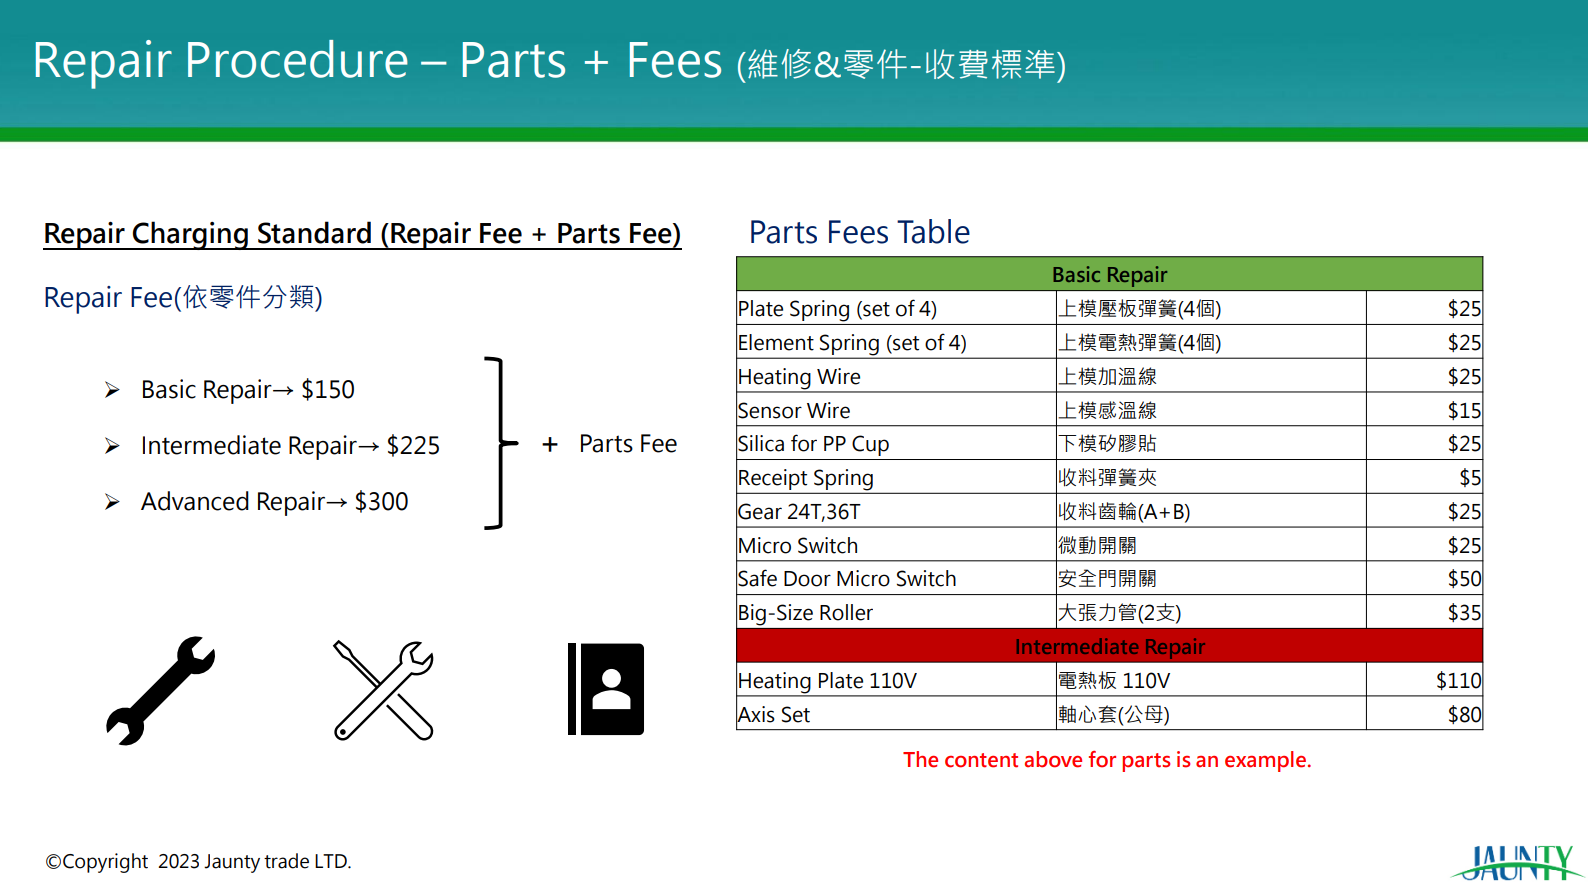 Repair Procedure – Parts + Fees (維修&零件-收費標準)
Repair Charging Standard (Repair Fee + Parts Fee)
Repair Fee(依零件分類)
➢ Basic Repair→ $150
➢ Intermediate Repair→ $225
➢ Advanced Repair→ $300
+ Parts Fee
Parts Fees Table
Basic Repair
Plate Spring (set of 4) 上模壓板彈簧(4個) $25
Element Spring (set of 4) 上模電熱彈簧(4個) $25
Heating Wire 上模加溫線 $25
Sensor Wire 上模感溫線 $15
Silica for PP Cup 下模矽膠貼 $25
Receipt Spring 收料彈簧夾 $5
Gear 24T,36T 收料齒輪(A+B) $25
Micro Switch 微動開關 $25
Safe Door Micro Switch 安全門開關 $50
Big-Size Roller 大張力管(2支) $35
Intermediate Repair
Heating Plate 110V 電熱板 110V $110
Axis Set 軸心套(公母) $80
The content above for parts is an example.
©Copyright 2023 Jaunty trade LTD.
JAUNTY